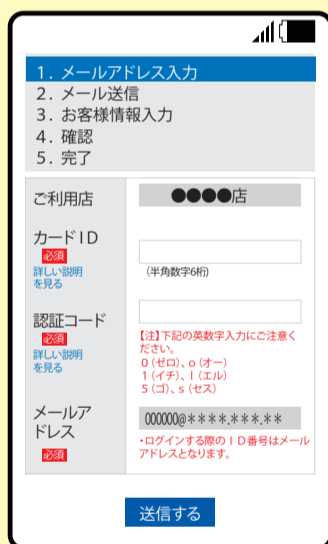 1. メールアドレス入力
2. メール送信
3. お客様情報入力
4. 確認
5. 完了
ご利用店
●●●●店
カードID
必須
詳しい説明
を見る
(半角数字6桁)
認証コード
必須
詳しい説明
を見る
【注】下記の英数字入力にご注意く
ださい。
0(ゼロ)、o(オー)
1(イチ)、l(エル)
5(ゴ)、s(セス)
メールア
ドレス
必須
000000@****.***.**
・ログインする際のID番号はメール
アドレスとなります。
送信する